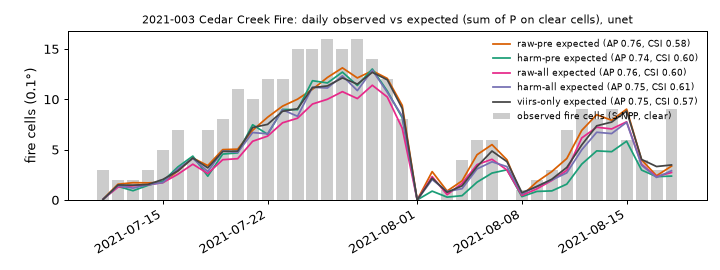 2021-003 Cedar Creek Fire: daily observed vs expected (sum of P on clear cells), unet
fire cells (0.1°)
15
10
5
0
raw-pre expected (AP 0.76, CSI 0.58)
harm-pre expected (AP 0.74, CSI 0.60)
raw-all expected (AP 0.76, CSI 0.60)
harm-all expected (AP 0.75, CSI 0.61)
viirs-only expected (AP 0.75, CSI 0.57)
observed fire cells (S-NPP, clear)
2021-07-15
2021-07-22
2021-08-01
2021-08-08
2021-08-15